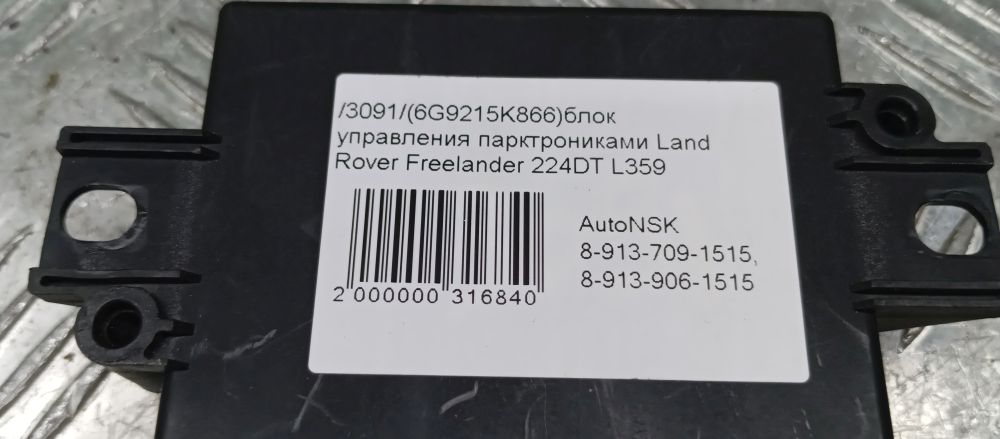 /3091/(6G9215K866)блок
управления парктрониками Land
Rover Freelander 224DT L359
AutoNSK
8-913-709-1515,
8-913-906-1515
2 000000 316840